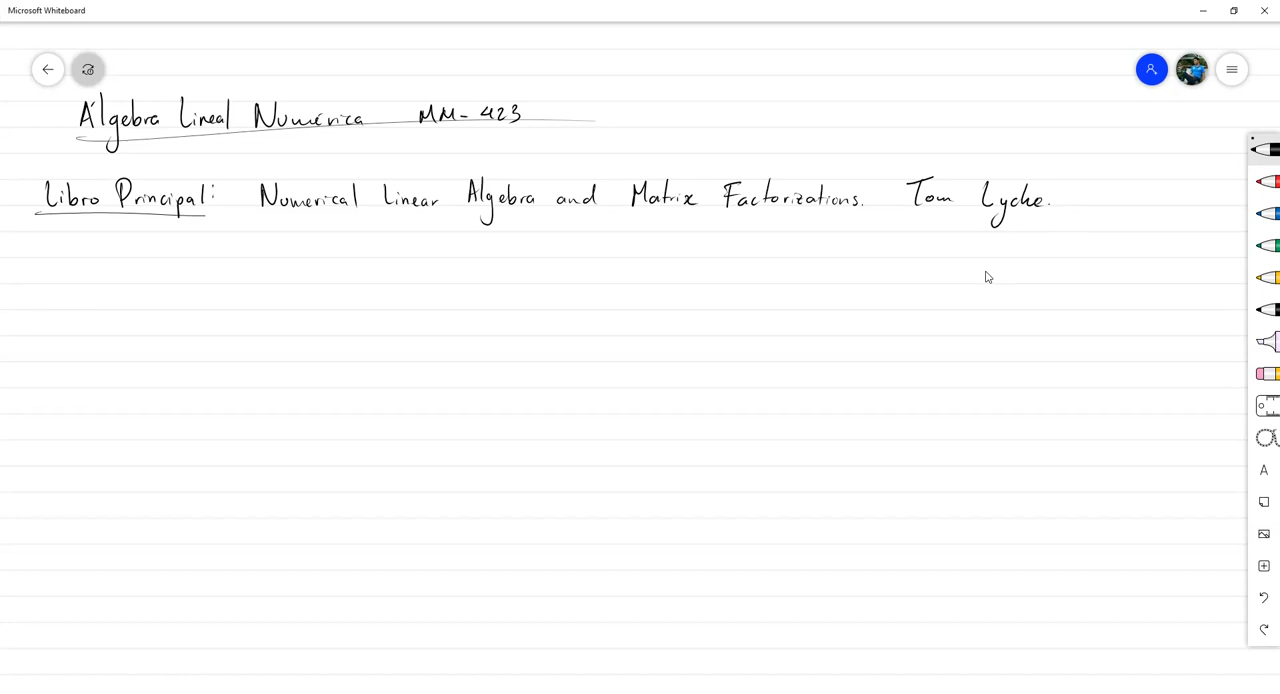 Microsoft Whiteboard
Álgebra Lineal Numérica MM-423
Libro Principal: Numerical Linear Algebra and Matrix Factorizations. Tom Lyche.
A